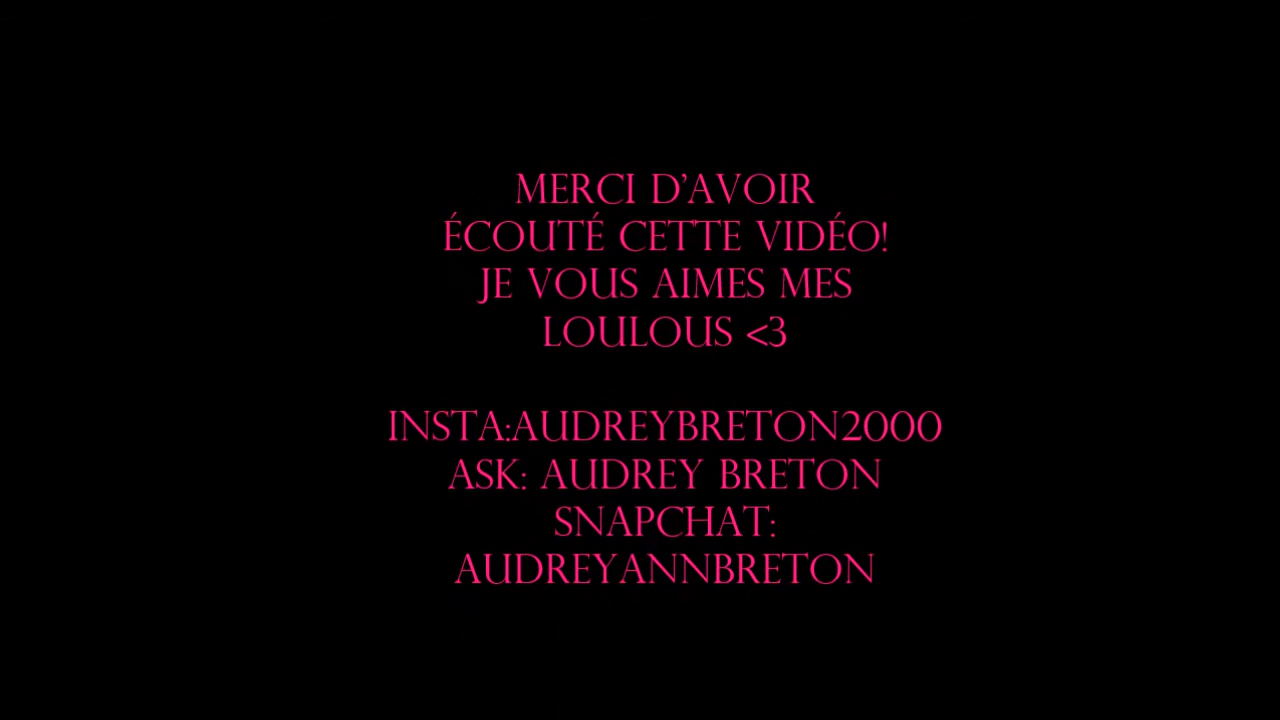 MERCI D'AVOIR
ÉCOUTÉ CETTE VIDÉO!
JE VOUS AIMES MES
LOULOUS <3
INSTA:AUDREYBRETON2000
ASK: AUDREY BRETON
SNAPCHAT:
AUDREYANNBRETON